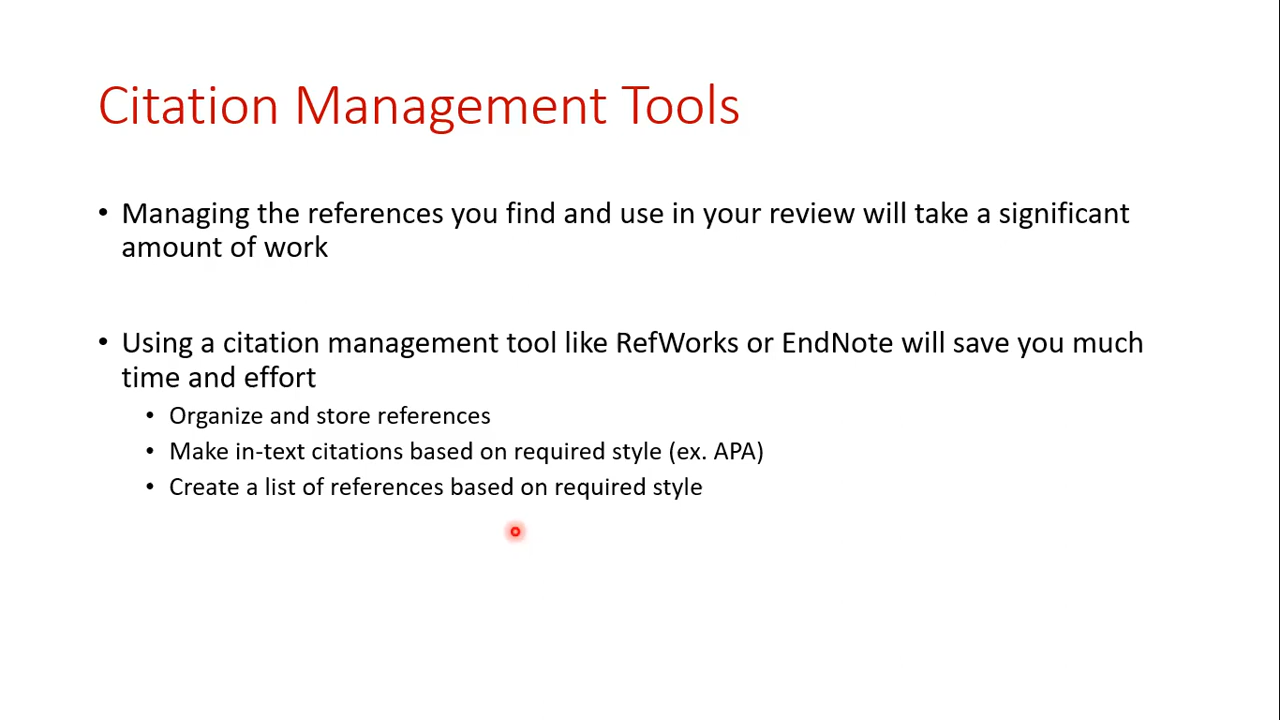 Citation Management Tools
• Managing the references you find and use in your review will take a significant
amount of work
• Using a citation management tool like RefWorks or EndNote will save you much
time and effort
• Organize and store references
• Make in-text citations based on required style (ex. APA)
• Create a list of references based on required style